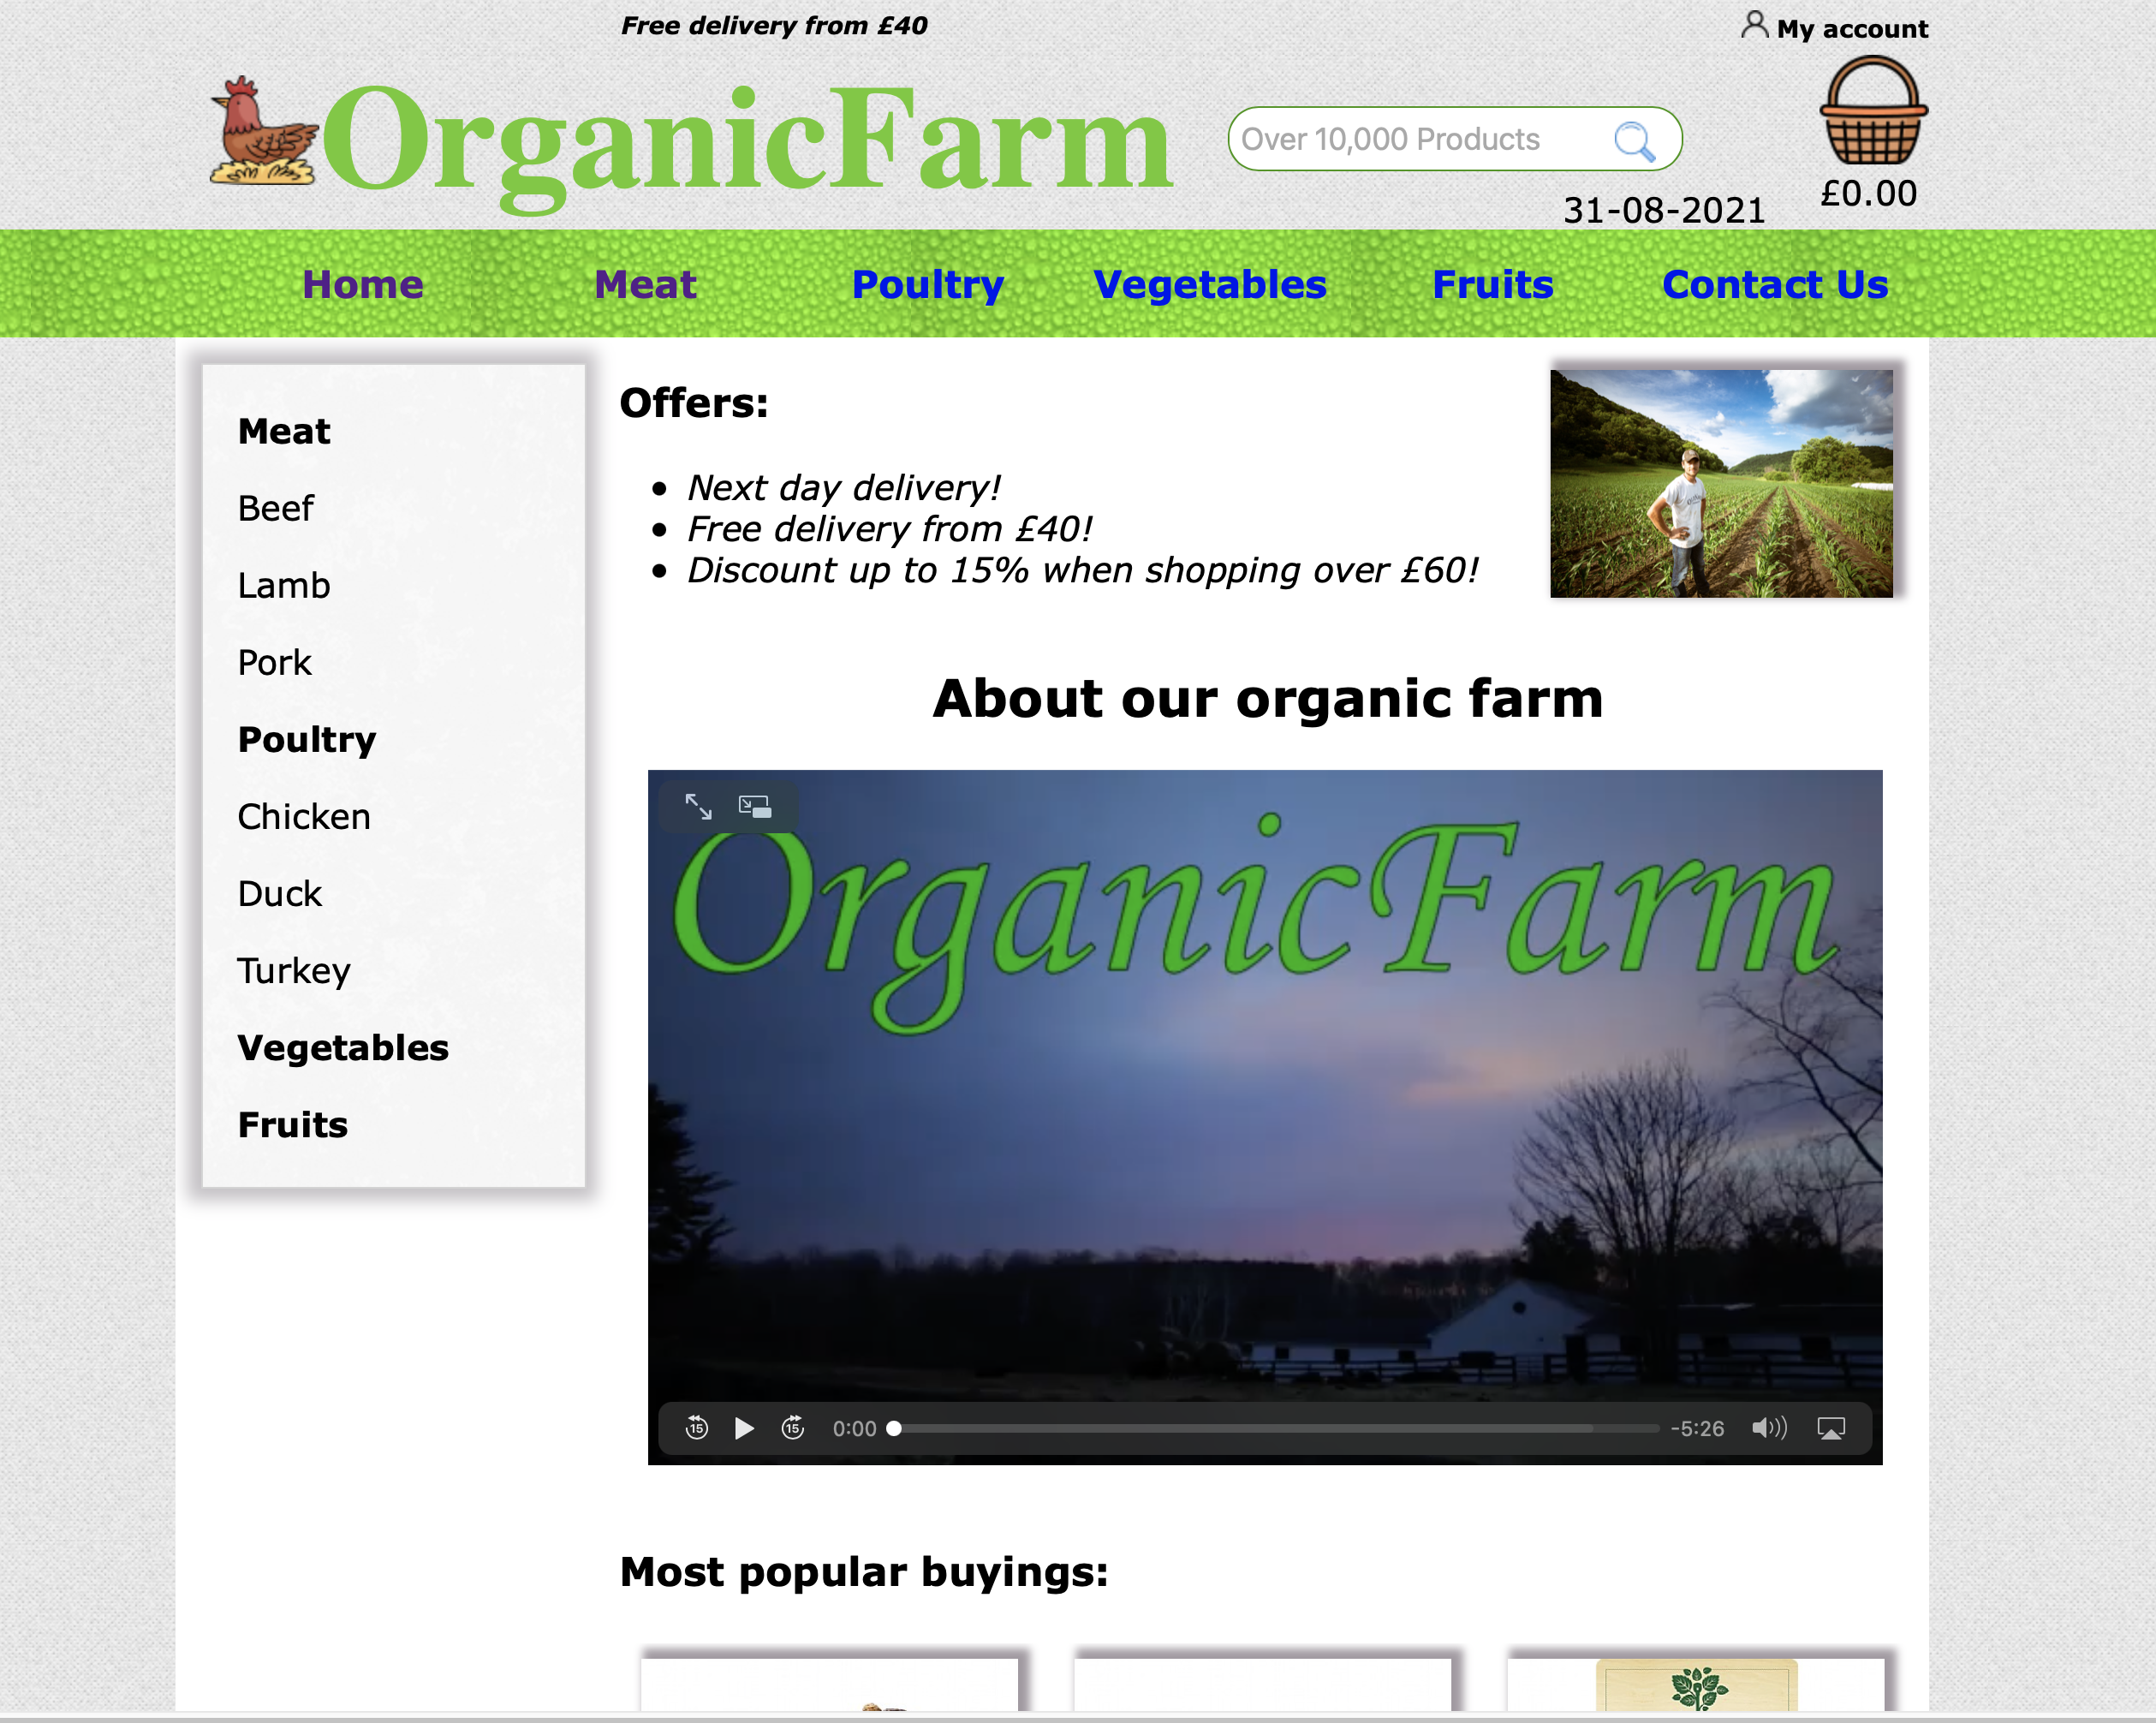 Free delivery from £40
My account
OrganicFarm
Over 10,000 Products
£0.00
31-08-2021
Home Meat Poultry Vegetables Fruits Contact Us
Meat
Beef
Lamb
Pork
Poultry
Chicken
Duck
Turkey
Vegetables
Fruits
Offers:
• Next day delivery!
• Free delivery from £40!
• Discount up to 15% when shopping over £60!
About our organic farm
OrganicFarm
15 15 0:00 -5:26
Most popular buyings: